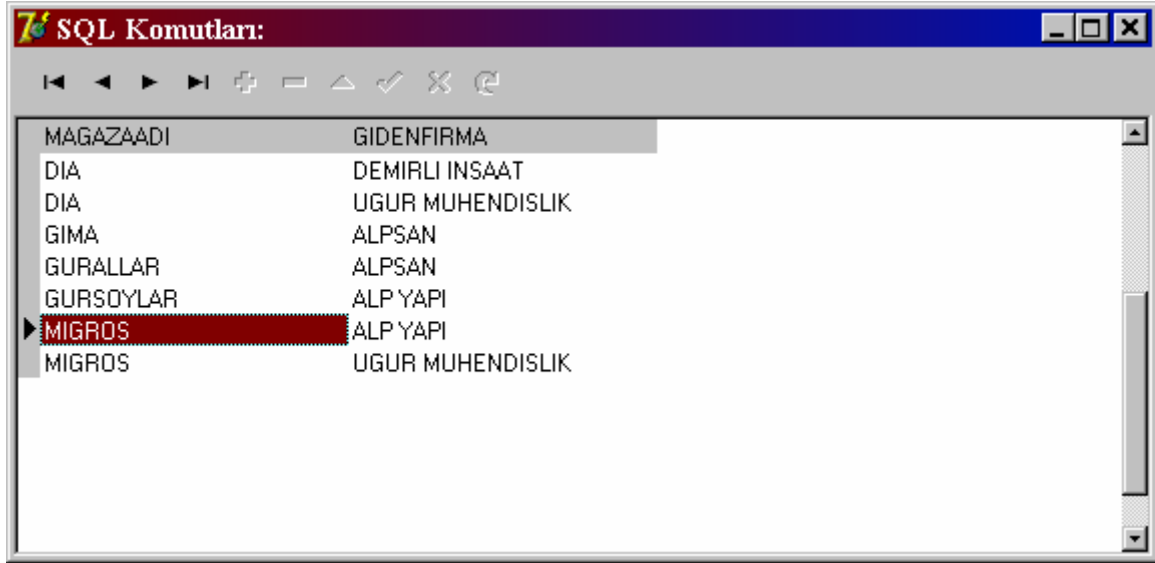 SQL Komutları:
MAGAZAADI GIDENFIRMA
DIA DEMIRLI INSAAT
DIA UGUR MUHENDISLIK
GIMA ALPSAN
GURALLAR ALPSAN
GURSOYLAR ALP YAPI
MIGROS ALP YAPI
MIGROS UGUR MUHENDISLIK